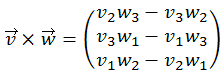 v⃗ × w⃗ = (v₂w₃ − v₃w₂
v₃w₁ − v₁w₃
v₁w₂ − v₂w₁)